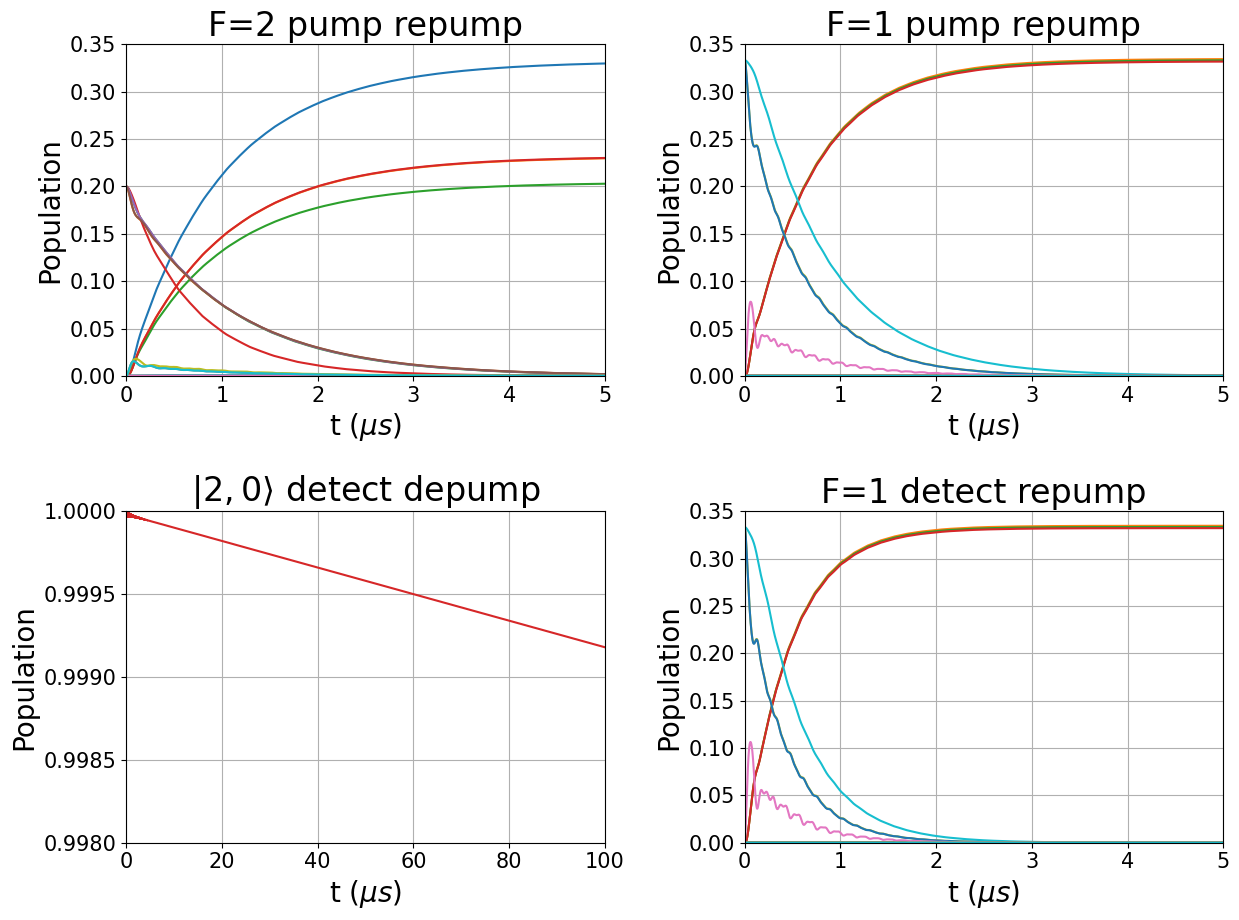 F=2 pump repump
Population
0.35
0.30
0.25
0.20
0.15
0.10
0.05
0.00
0 1 2 3 4 5
t (μs)
F=1 pump repump
Population
0.35
0.30
0.25
0.20
0.15
0.10
0.05
0.00
0 1 2 3 4 5
t (μs)
|2, 0⟩ detect depump
Population
1.0000
0.9995
0.9990
0.9985
0.9980
0 20 40 60 80 100
t (μs)
F=1 detect repump
Population
0.35
0.30
0.25
0.20
0.15
0.10
0.05
0.00
0 1 2 3 4 5
t (μs)